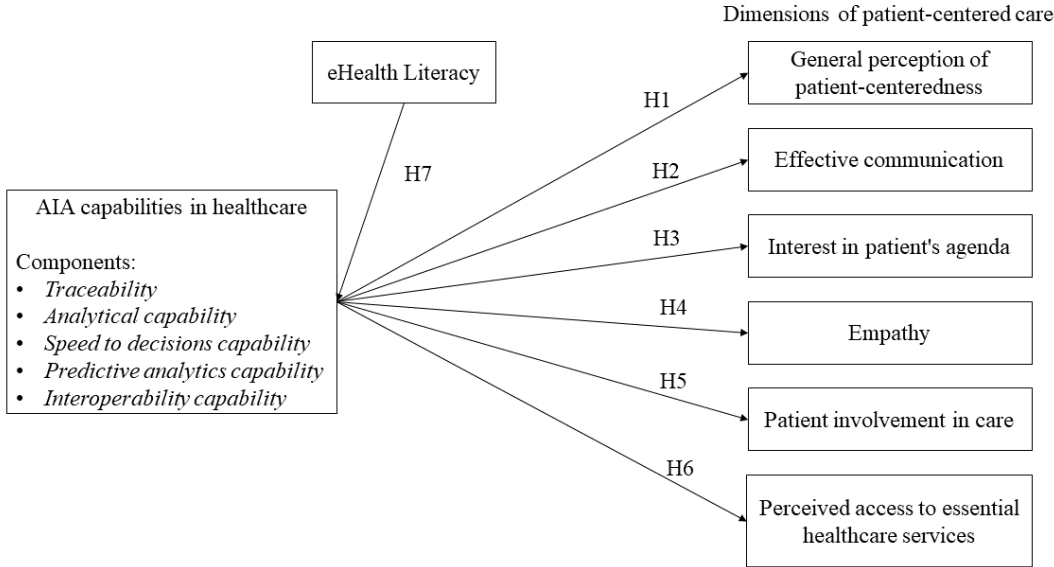 Dimensions of patient-centered care
eHealth Literacy
General perception of
patient-centeredness
H1
Effective communication
H2
H7
AIA capabilities in healthcare
Interest in patient's agenda
H3
Components:
• Traceability
• Analytical capability
• Speed to decisions capability
• Predictive analytics capability
• Interoperability capability
H4
Empathy
H5
Patient involvement in care
H6
Perceived access to essential
healthcare services